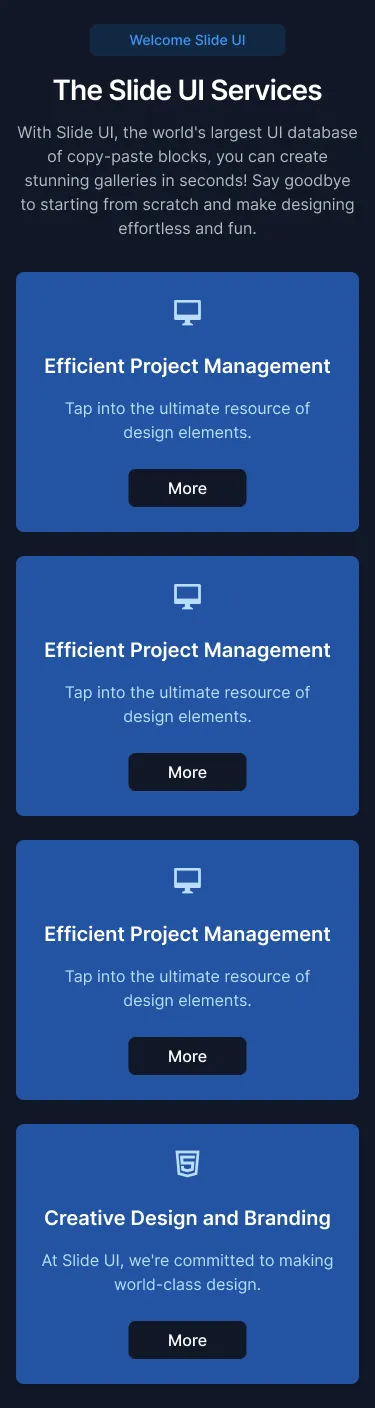 Welcome Slide UI
The Slide UI Services
With Slide UI, the world's largest UI database
of copy-paste blocks, you can create
stunning galleries in seconds! Say goodbye
to starting from scratch and make designing
effortless and fun.
Efficient Project Management
Tap into the ultimate resource of
design elements.
More
Efficient Project Management
Tap into the ultimate resource of
design elements.
More
Efficient Project Management
Tap into the ultimate resource of
design elements.
More
5
Creative Design and Branding
At Slide UI, we're committed to making
world-class design.
More